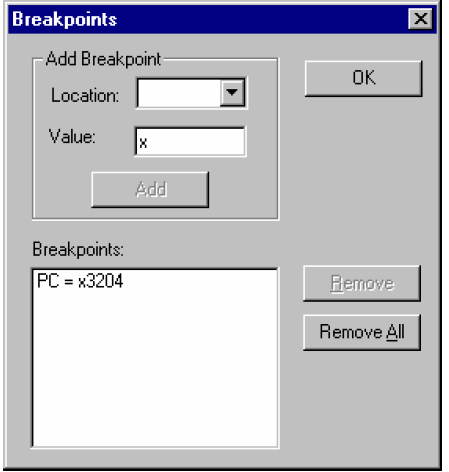 Breakpoints
Add Breakpoint
Location:
OK
Value:
x
Add
Breakpoints:
PC = x3204
Remove
Remove All